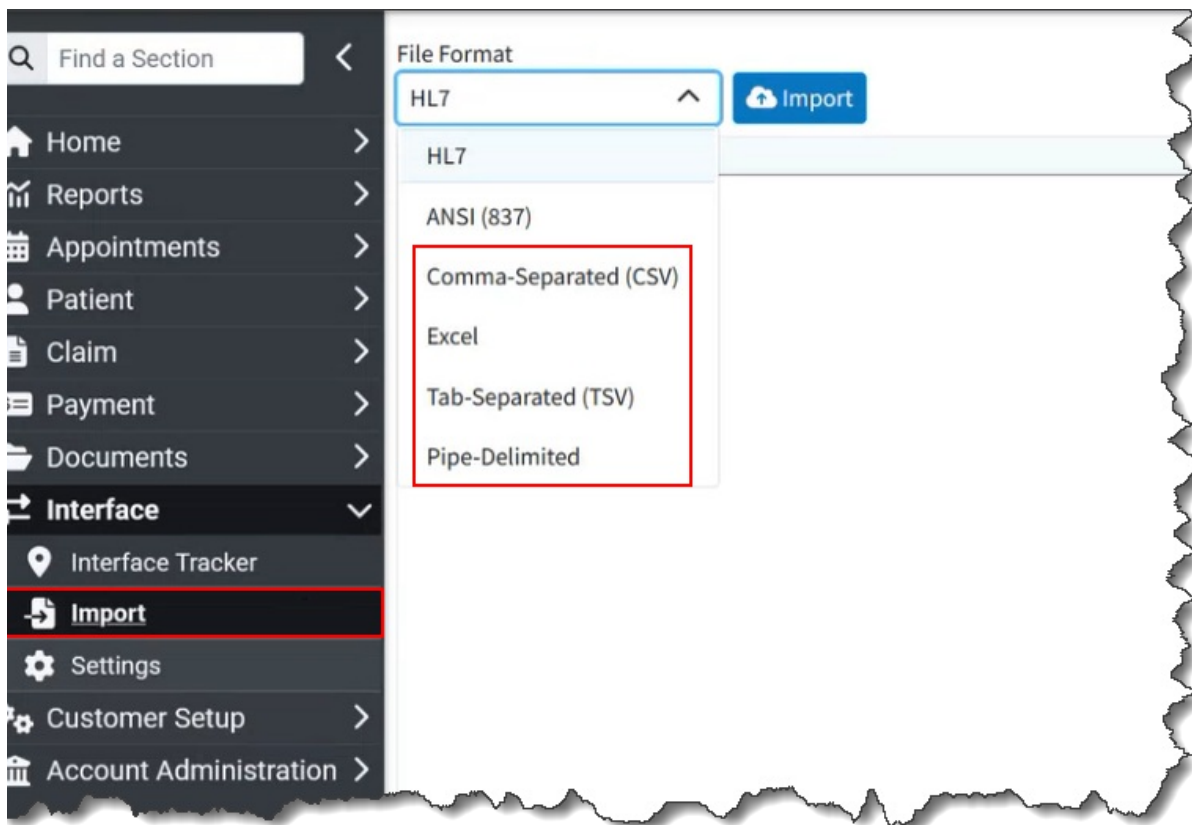 Find a Section
Home
Reports
Appointments
Patient
Claim
Payment
Documents
Interface
Interface Tracker
Import
Settings
Customer Setup
Account Administration
File Format
HL7
Import
HL7
ANSI (837)
Comma-Separated (CSV)
Excel
Tab-Separated (TSV)
Pipe-Delimited